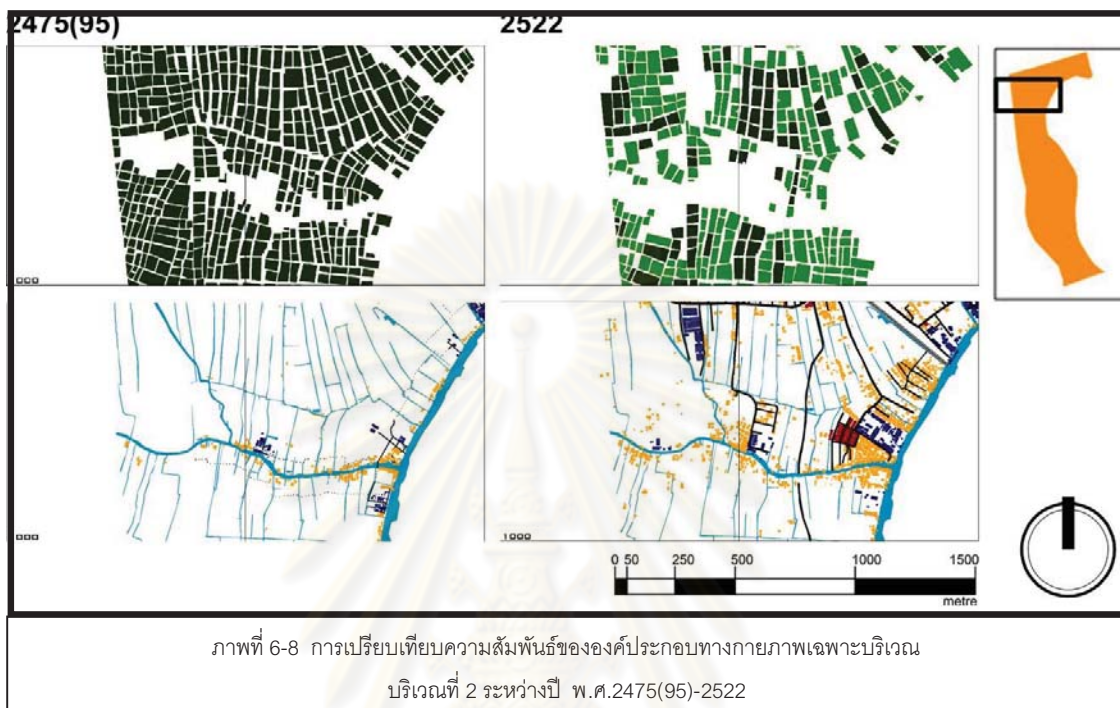 2475(95)
2522
000
000
1000
0 50 250 500 1000 1500
metre
ภาพที่ 6-8 การเปรียบเทียบความสัมพันธ์ขององค์ประกอบทางกายภาพเฉพาะบริเวณ
บริเวณที่ 2 ระหว่างปี พ.ศ.2475(95)-2522